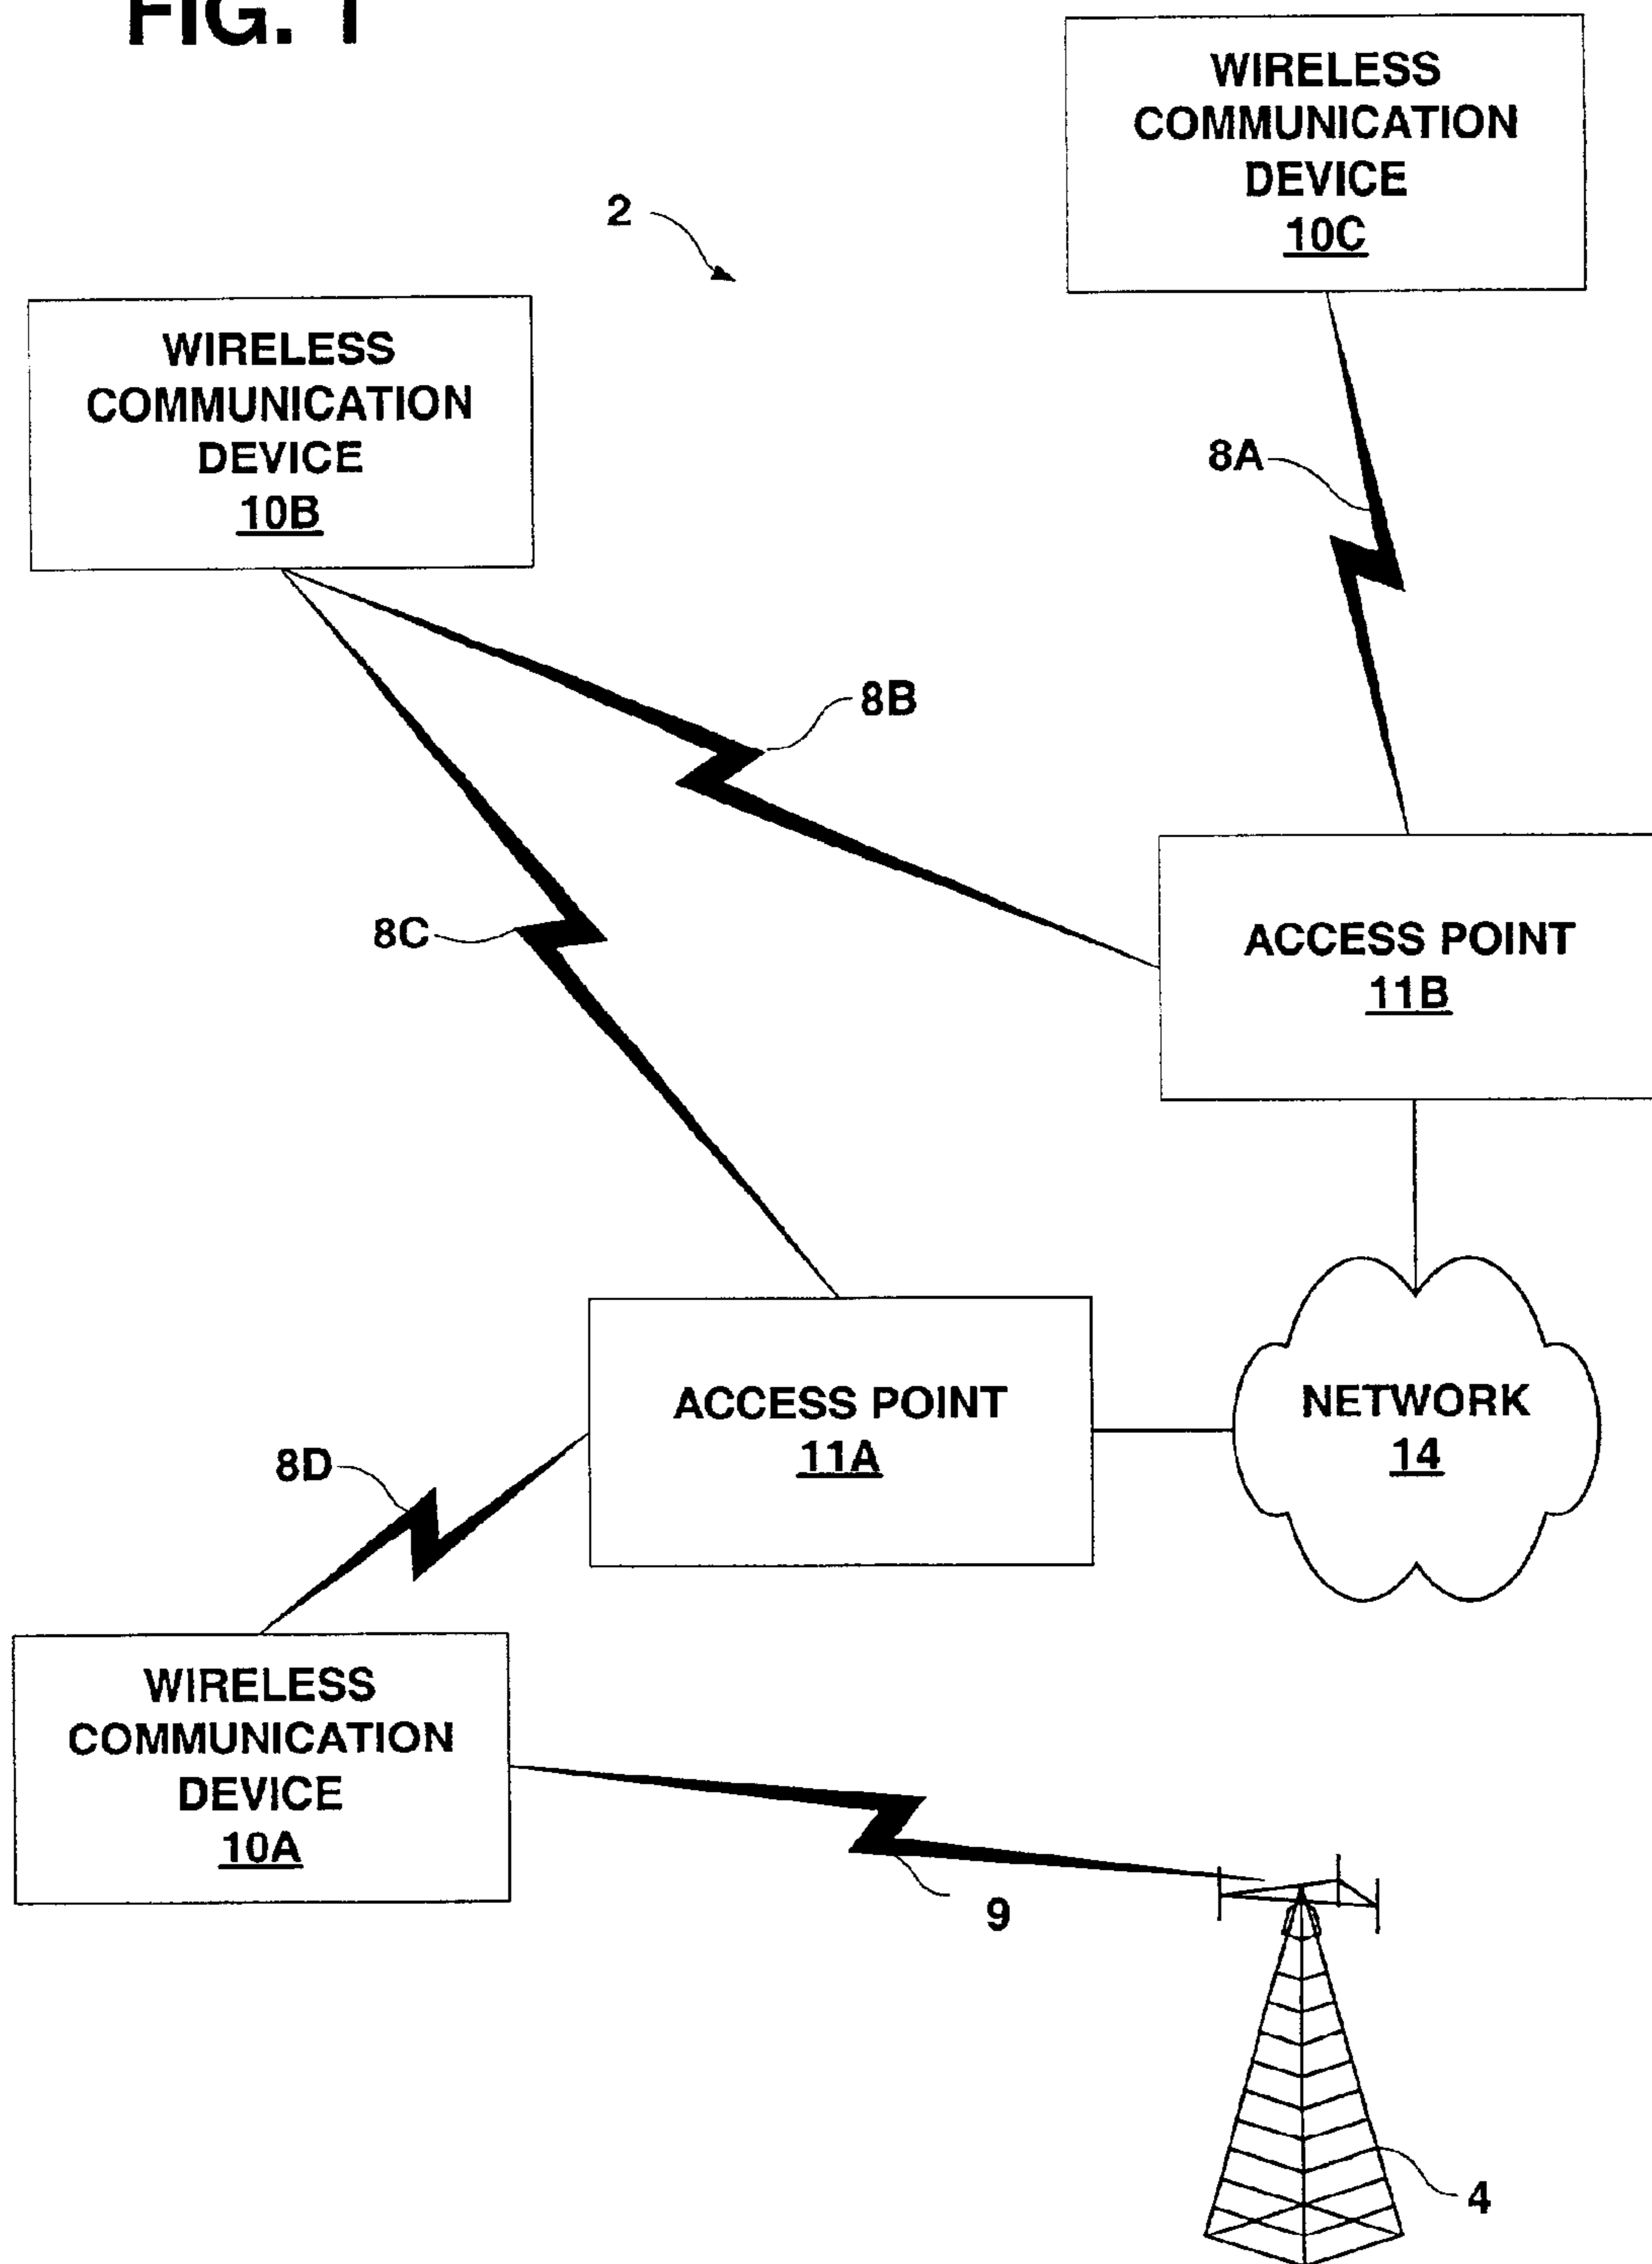 FIG. 1
WIRELESS
COMMUNICATION
DEVICE
10C
2
WIRELESS
COMMUNICATION
DEVICE
10B
8A
8B
8C
ACCESS POINT
11B
ACCESS POINT
11A
NETWORK
14
8D
WIRELESS
COMMUNICATION
DEVICE
10A
9
4